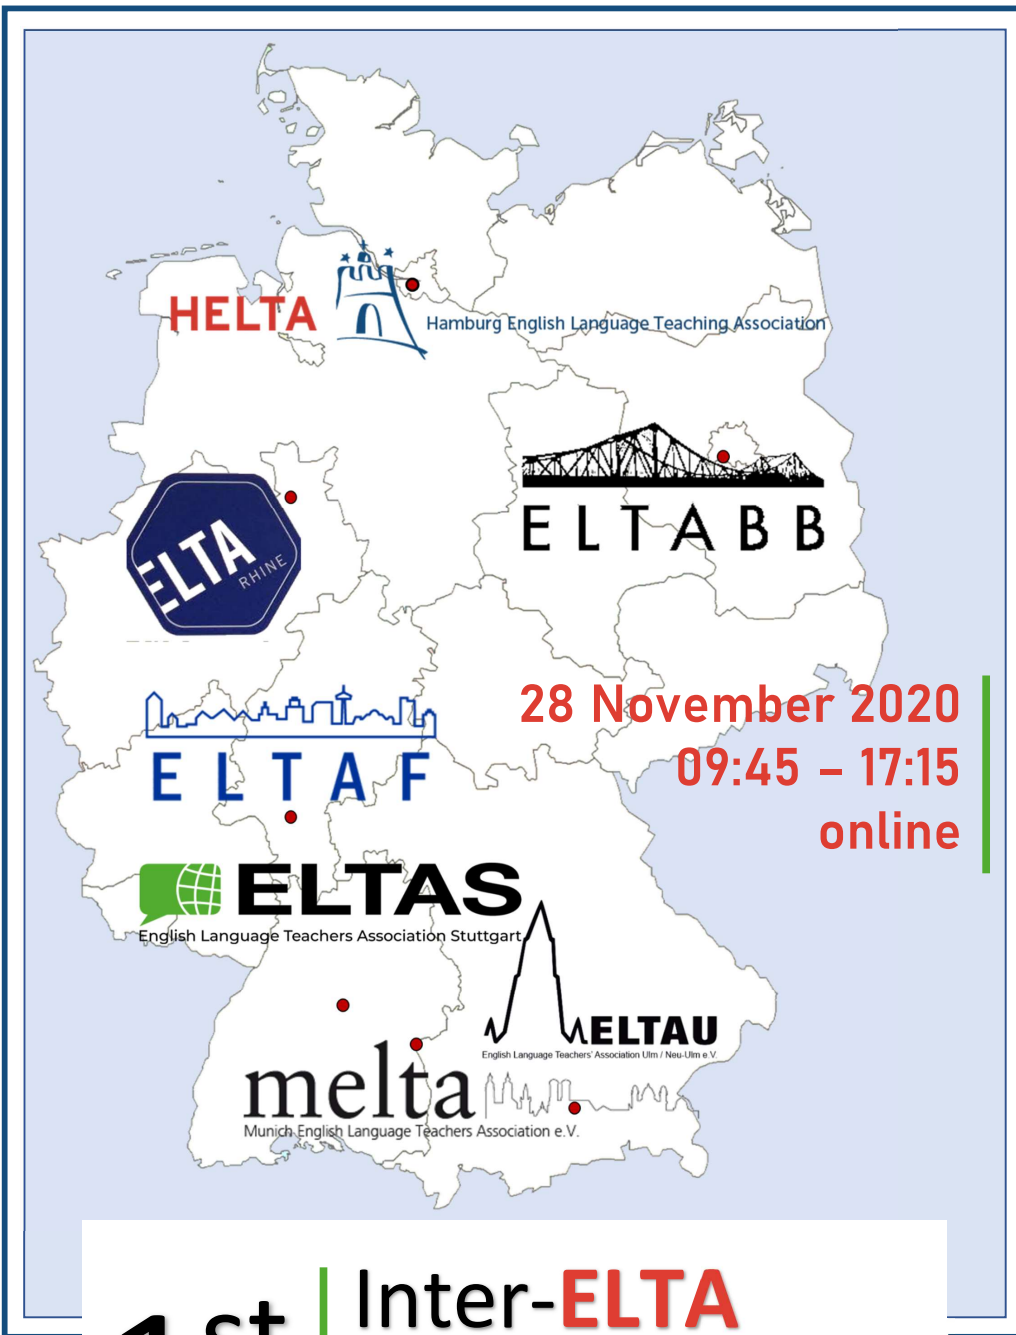 HELTA
Hamburg English Language Teaching Association
ELTABB
ELTA
RHINE
28 November 2020
09:45 – 17:15
online
ELTAF
ELTAS
English Language Teachers Association Stuttgart
ELTAU
English Language Teachers' Association Ulm / Neu-Ulm e.V.
melta
Munich English Language Teachers Association e.V.
1st
Inter-ELTA